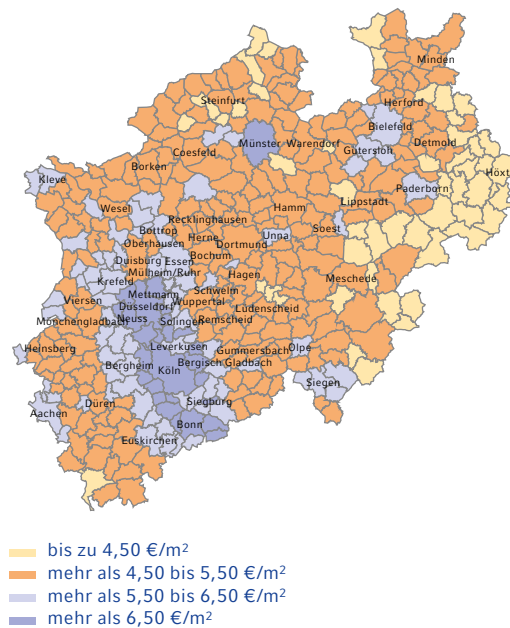 Minden
Steinfurt
Herford
Bielefeld
Münster
Warendorf
Detmold
Coesfeld
Gütersloh
Höxt
Borken
Kleve
Paderborn
Lippstadt
Wesel
Hamm
Recklinghausen
Bottrop
Soest
Unna
Herne
Oberhausen
Dortmund
Bochum
Duisburg
Essen
Mülheim/Ruhr
Hagen
Meschede
Krefeld
Schwelm
Mettmann
Viersen
Wuppertal
Düsseldorf
Lüdenscheid
Neuss
Remscheid
Mönchengladbach
Solingen
Leverkusen
Heinsberg
Olpe
Gummersbach
Bergisch Gladbach
Bergheim
Köln
Siegen
Siegburg
Düren
Aachen
Bonn
Euskirchen
bis zu 4,50 €/m²
mehr als 4,50 bis 5,50 €/m²
mehr als 5,50 bis 6,50 €/m²
mehr als 6,50 €/m²